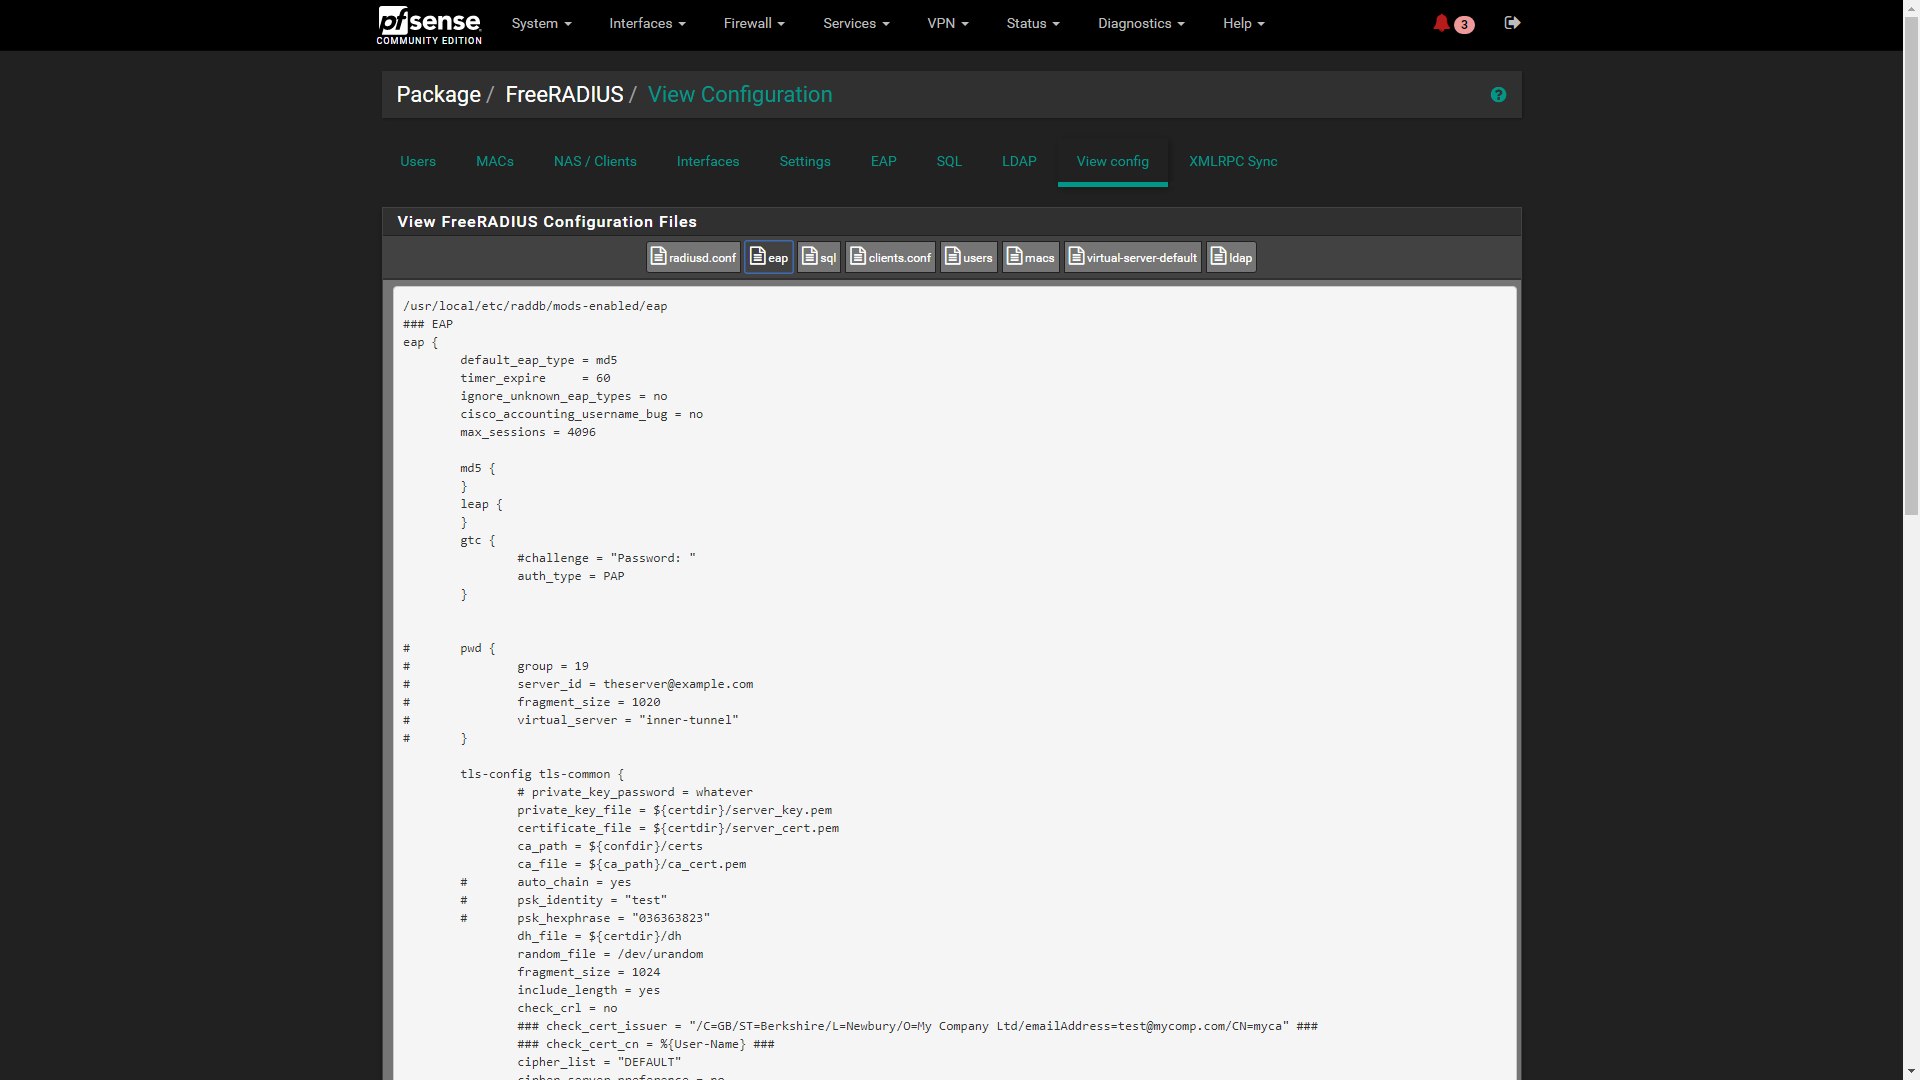 pfsense
COMMUNITY EDITION
System
Interfaces
Firewall
Services
VPN
Status
Diagnostics
Help
3
Package / FreeRADIUS / View Configuration
?
Users
MACs
NAS / Clients
Interfaces
Settings
EAP
SQL
LDAP
View config
XMLRPC Sync
View FreeRADIUS Configuration Files
radiusd.conf
eap
sql
clients.conf
users
macs
virtual-server-default
ldap
/usr/local/etc/raddb/mods-enabled/eap
### EAP
eap {
default_eap_type = md5
timer_expire     = 60
ignore_unknown_eap_types = no
cisco_accounting_username_bug = no
max_sessions = 4096
md5 {
}
leap {
}
gtc {
#challenge = "Password: "
auth_type = PAP
}
#       pwd {
#               group = 19
#               server_id = theserver@example.com
#               fragment_size = 1020
#               virtual_server = "inner-tunnel"
#       }
tls-config tls-common {
# private_key_password = whatever
private_key_file = ${certdir}/server_key.pem
certificate_file = ${certdir}/server_cert.pem
ca_path = ${confdir}/certs
ca_file = ${ca_path}/ca_cert.pem
#       auto_chain = yes
#       psk_identity = "test"
#       psk_hexphrase = "036363823"
dh_file = ${certdir}/dh
random_file = /dev/urandom
fragment_size = 1024
include_length = yes
check_crl = no
### check_cert_issuer = "/C=GB/ST=Berkshire/L=Newbury/O=My Company Ltd/emailAddress=test@mycomp.com/CN=myca" ###
### check_cert_cn = %{User-Name} ###
cipher_list = "DEFAULT"
cipher_server_preference = no